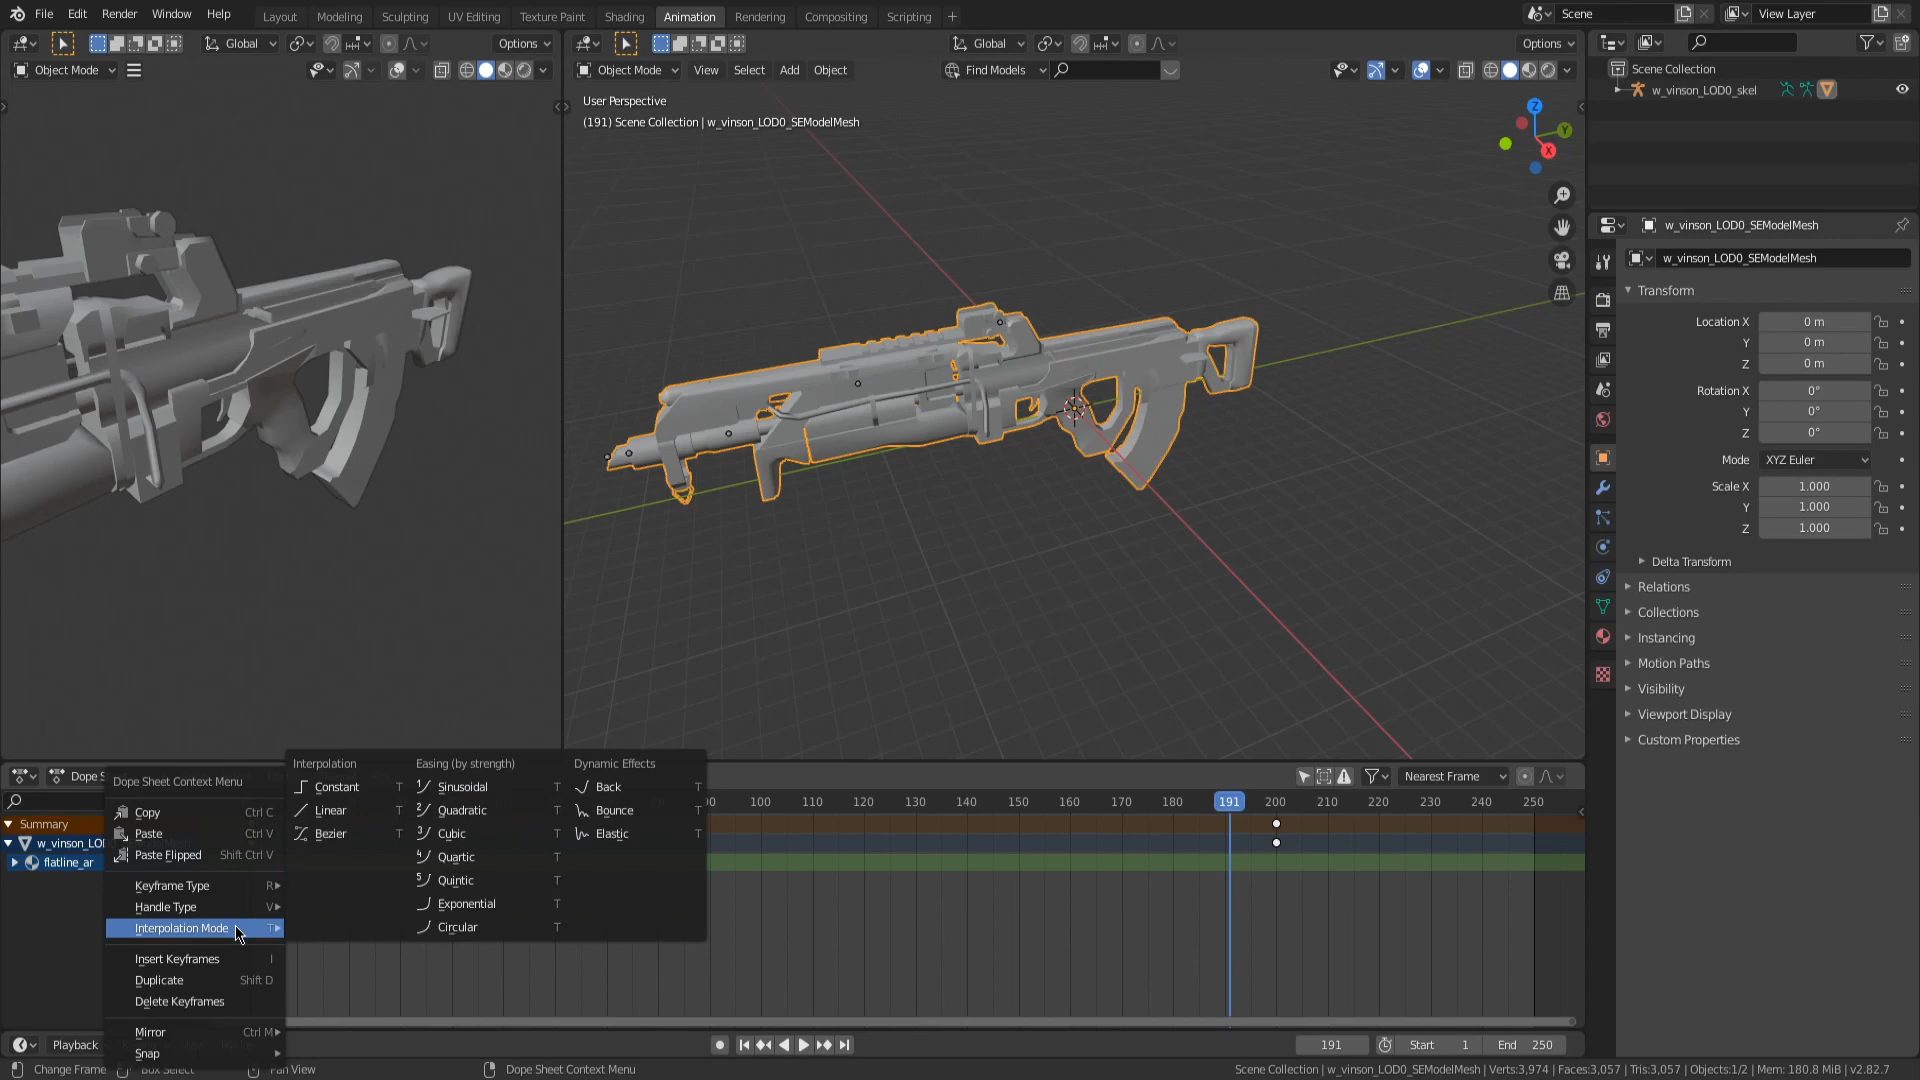 File Edit Render Window Help
Layout Modeling Sculpting UV Editing Texture Paint Shading Animation Rendering Compositing Scripting +
Scene
View Layer
Global Options
Global Options
Object Mode
Object Mode View Select Add Object Find Models
User Perspective
(191) Scene Collection | w_vinson_LOD0_SEModelMesh
Z
Y
X
Scene Collection
w_vinson_LOD0_skel
w_vinson_LOD0_SEModelMesh
w_vinson_LOD0_SEModelMesh
Transform
Location X 0 m
Y 0 m
Z 0 m
Rotation X 0°
Y 0°
Z 0°
Mode XYZ Euler
Scale X 1.000
Y 1.000
Z 1.000
Delta Transform
Relations
Collections
Instancing
Motion Paths
Visibility
Viewport Display
Custom Properties
Dope S
Summary
w_vinson_LO
flatline_ar
Dope Sheet Context Menu
Copy Ctrl C
Paste Ctrl V
Paste Flipped Shift Ctrl V
Keyframe Type R
Handle Type V
Interpolation Mode T
Insert Keyframes I
Duplicate Shift D
Delete Keyframes
Mirror Ctrl M
Snap
Interpolation
Constant T
Linear T
Bezier T
Easing (by strength)
Sinusoidal T
Quadratic T
Cubic T
Quartic T
Quintic T
Exponential T
Circular T
Dynamic Effects
Back T
Bounce T
Elastic T
Nearest Frame
100 110 120 130 140 150 160 170 180 191 200 210 220 230 240 250
Playback
191 Start 1 End 250
Change Frame Box Select Pan View Dope Sheet Context Menu
Scene Collection | w_vinson_LOD0_SEModelMesh | Verts:3,974 | Faces:3,057 | Tris:3,057 | Objects:1/2 | Mem: 180.8 MiB | v2.82.7